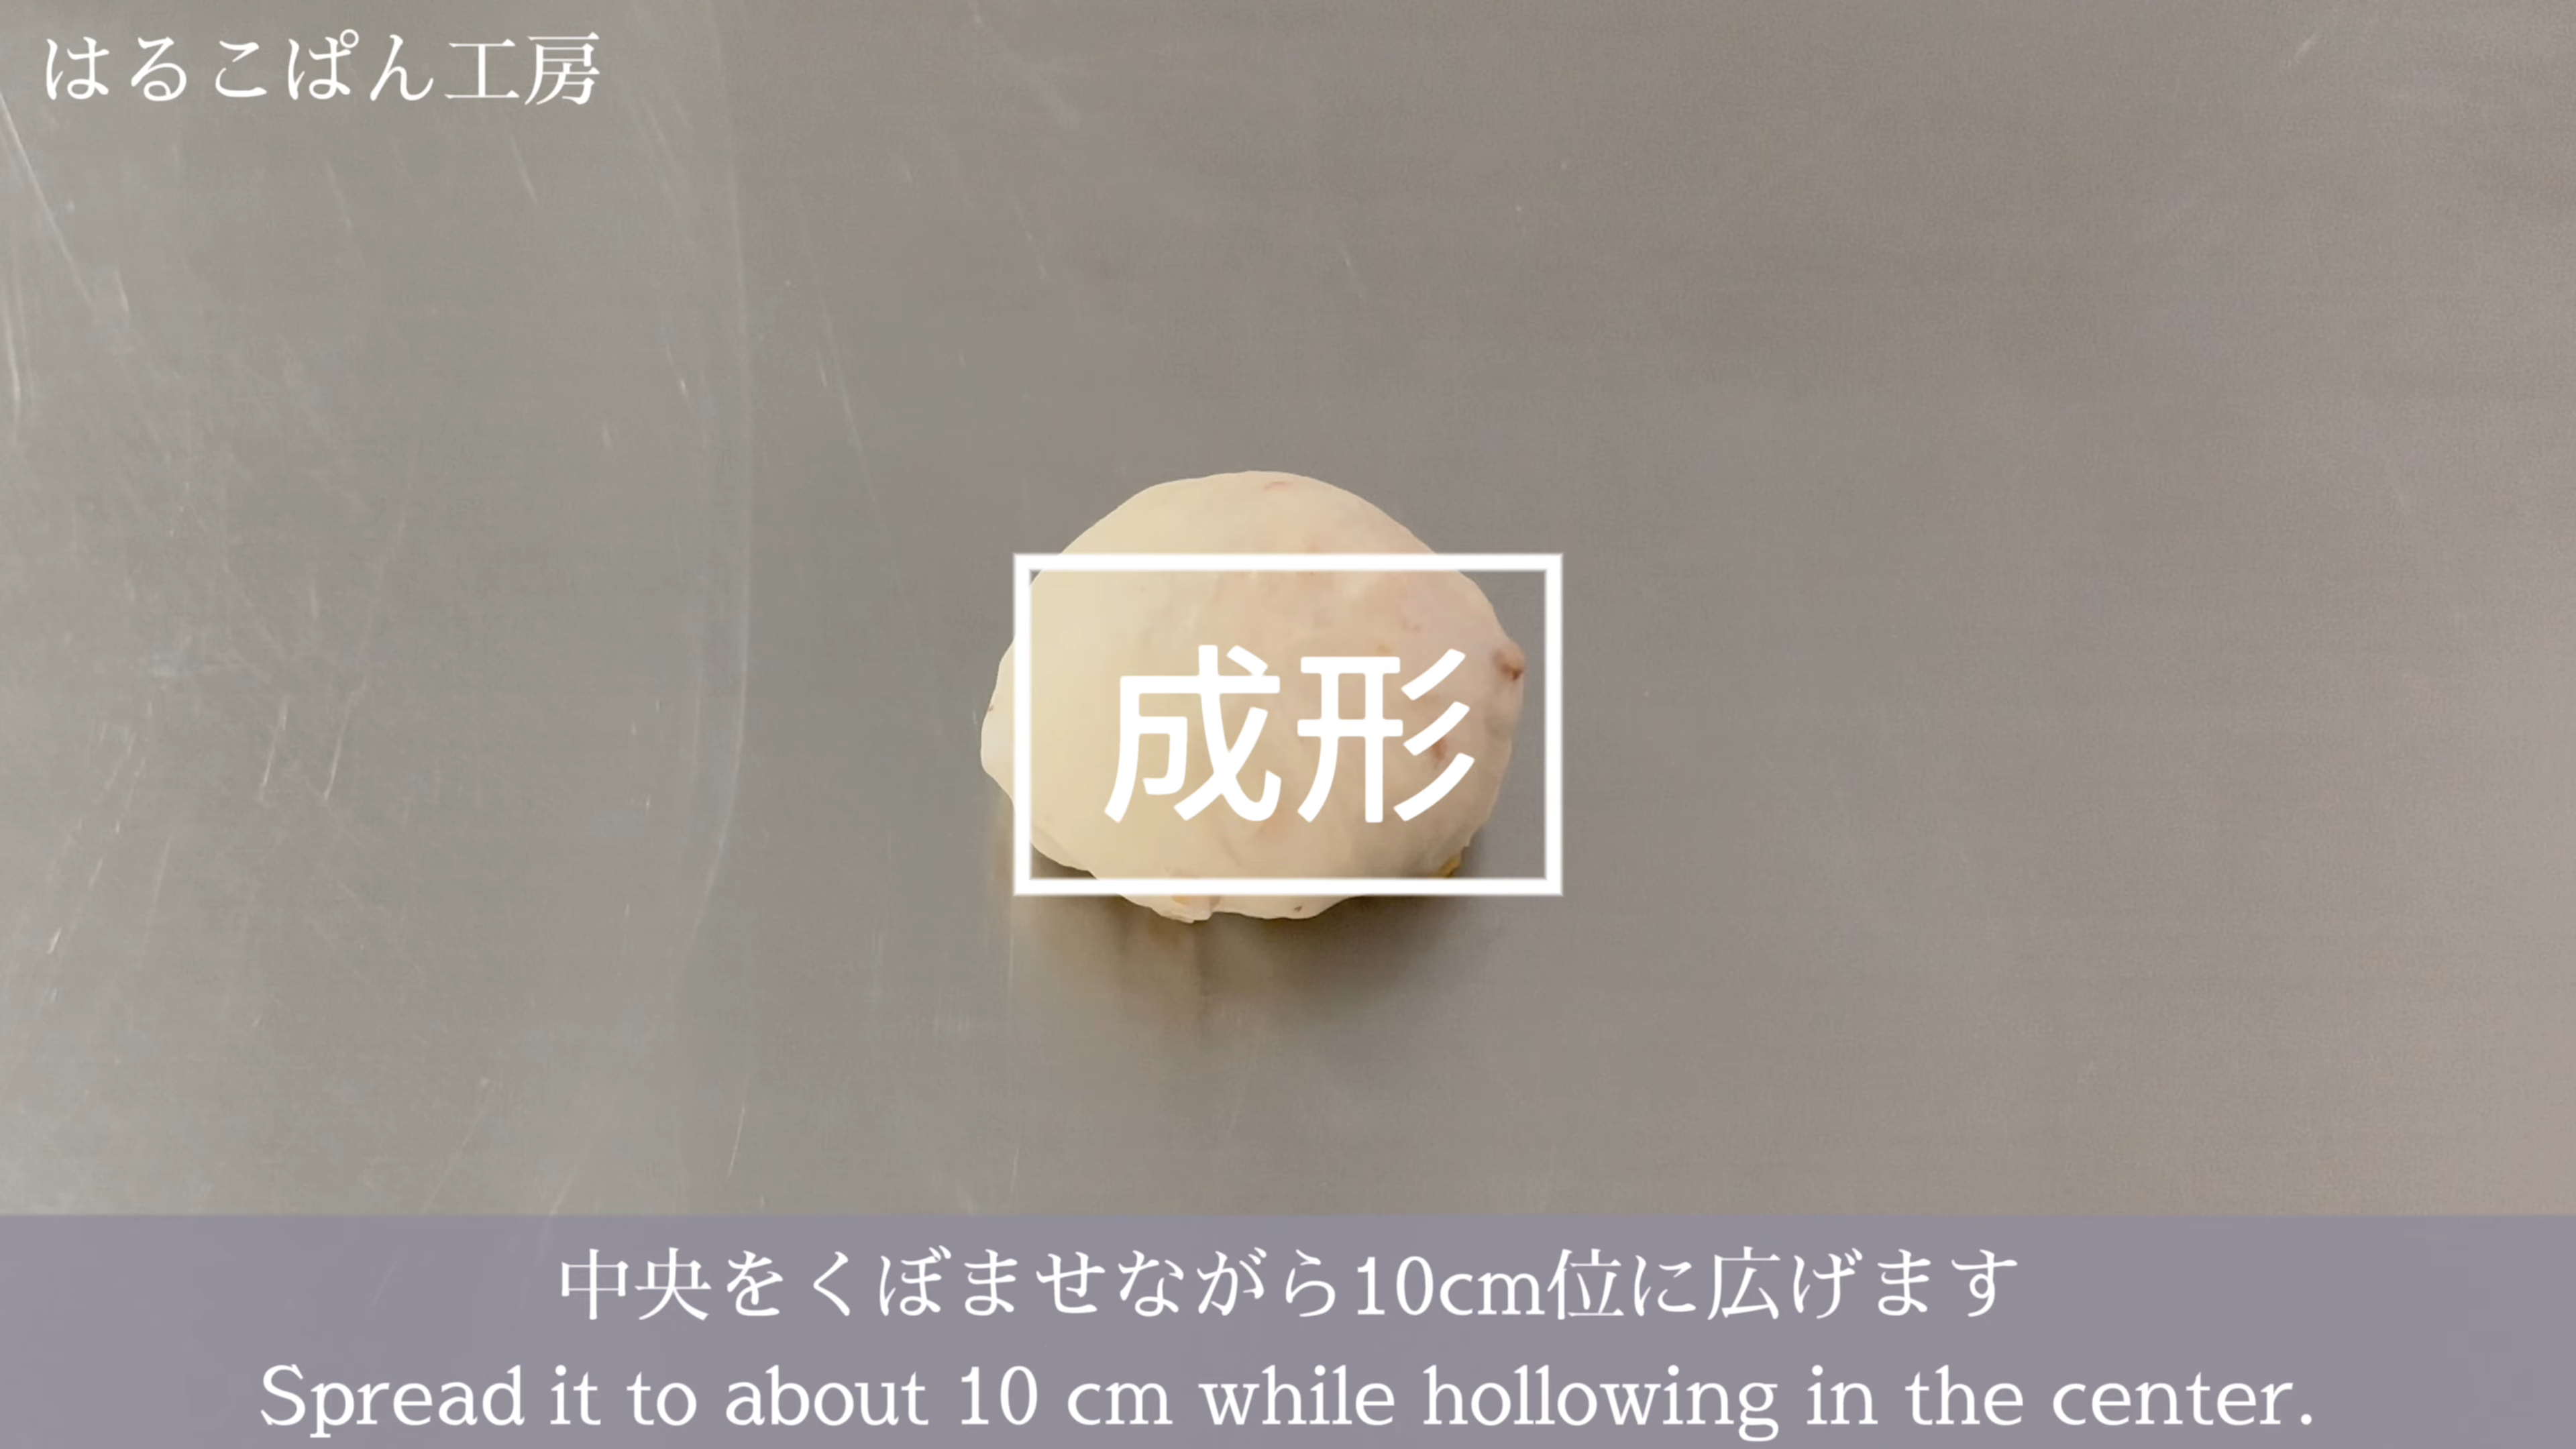 はるこぱん工房
成形
中央をくぼませながら10cm位に広げます
Spread it to about 10 cm while hollowing in the center.